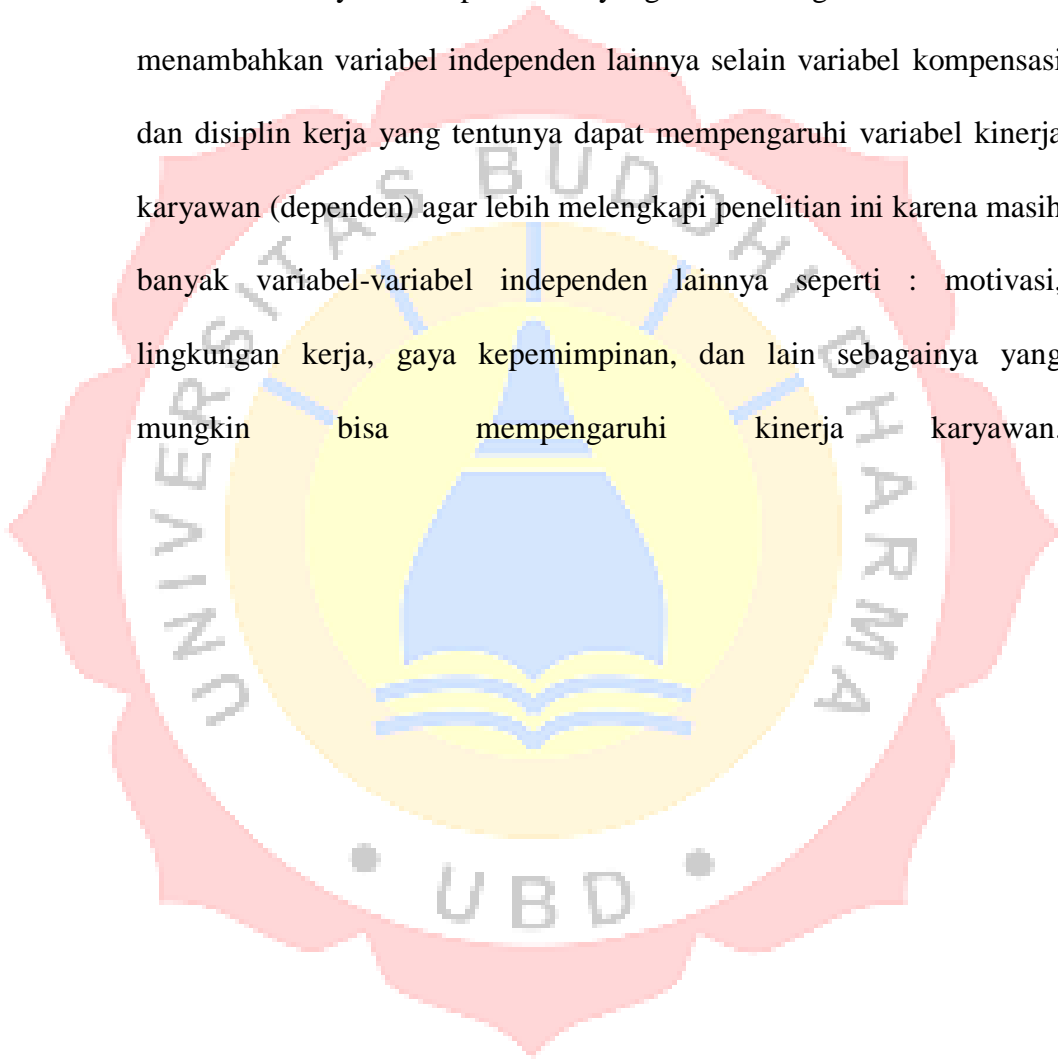 menambahkan variabel independen lainnya selain variabel kompensasi
dan disiplin kerja yang tentunya dapat mempengaruhi variabel kinerja
karyawan (dependen) agar lebih melengkapi penelitian ini karena masih
banyak variabel-variabel independen lainnya seperti : motivasi,
lingkungan kerja, gaya kepemimpinan, dan lain sebagainya yang
mungkin bisa mempengaruhi kinerja karyawan.
UNIVERSITAS BUDDHI DHARMA
• UBD •